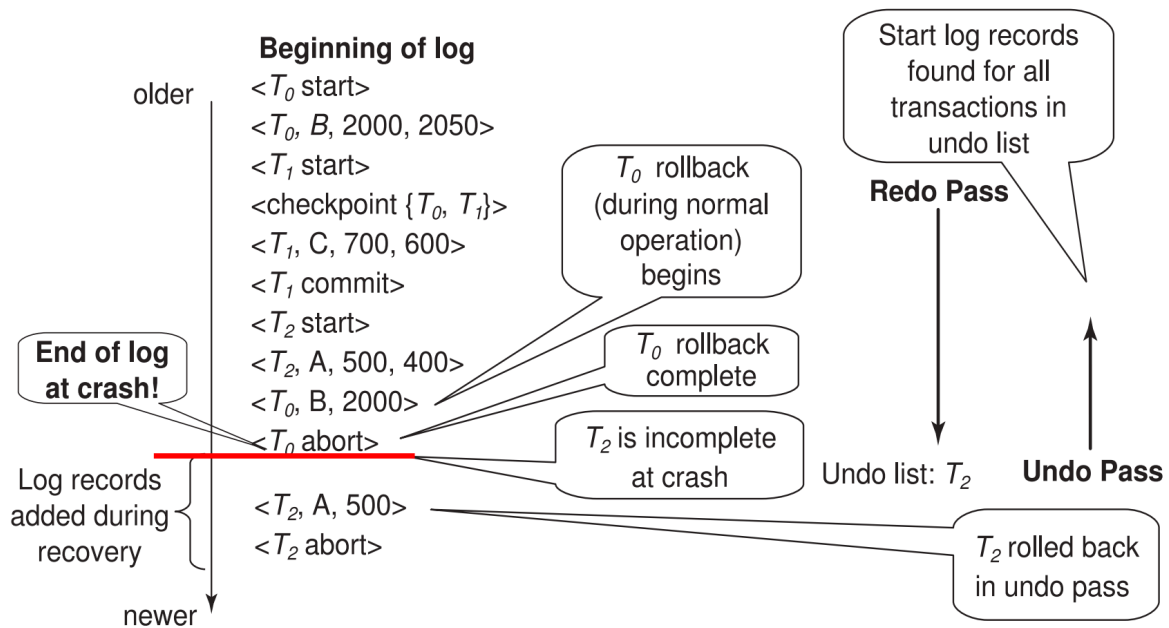 Beginning of log
older
<T0 start>
<T0, B, 2000, 2050>
<T1 start>
<checkpoint {T0, T1}>
<T1, C, 700, 600>
<T1 commit>
<T2 start>
<T2, A, 500, 400>
<T0, B, 2000>
<T0 abort>
<T2, A, 500>
<T2 abort>
End of log
at crash!
Log records
added during
recovery
newer
T0 rollback
(during normal
operation)
begins
T0 rollback
complete
T2 is incomplete
at crash
Start log records
found for all
transactions in
undo list
Redo Pass
Undo list: T2
Undo Pass
T2 rolled back
in undo pass